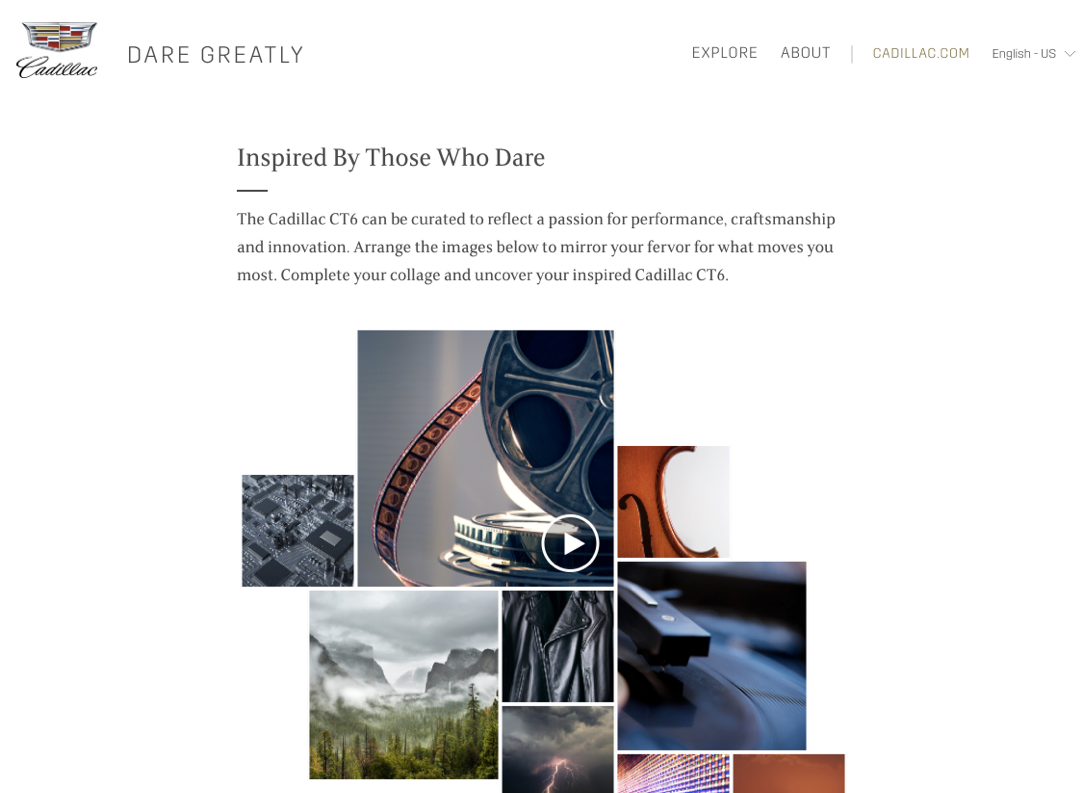 Cadillac
DARE GREATLY
EXPLORE
ABOUT
CADILLAC.COM
English - US
Inspired By Those Who Dare
The Cadillac CT6 can be curated to reflect a passion for performance, craftsmanship
and innovation. Arrange the images below to mirror your fervor for what moves you
most. Complete your collage and uncover your inspired Cadillac CT6.